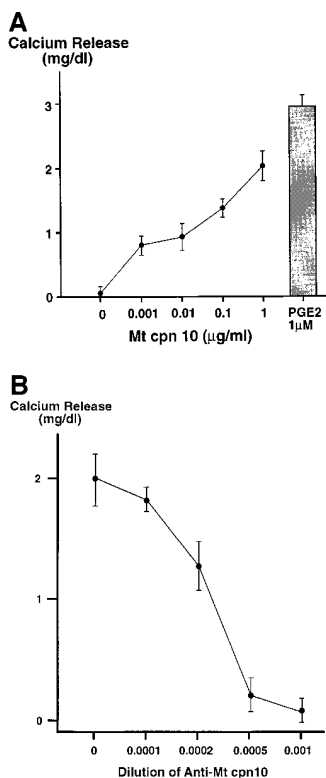 A
Calcium Release
(mg/dl)
3
2
1
0
0 0.001 0.01 0.1 1
PGE2
1μM
Mt cpn 10 (μg/ml)
B
Calcium Release
(mg/dl)
2
1
0
0 0.0001 0.0002 0.0005 0.001
Dilution of Anti-Mt cpn10